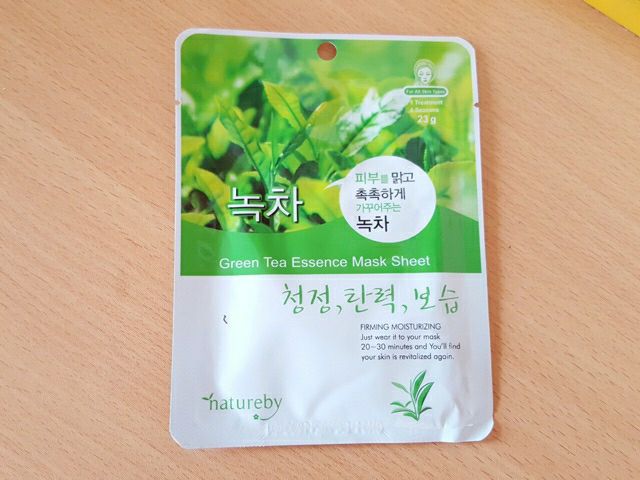 For All Skin Types
1 Treatment
23 g
피부를 맑고
촉촉하게
가꾸어주는
녹차
녹차
Green Tea Essence Mask Sheet
청정, 탄력, 보습
FIRMING MOISTURIZING
Just wear it to your mask
20-30 minutes and You'll find
your skin is revitalized again.
natureby